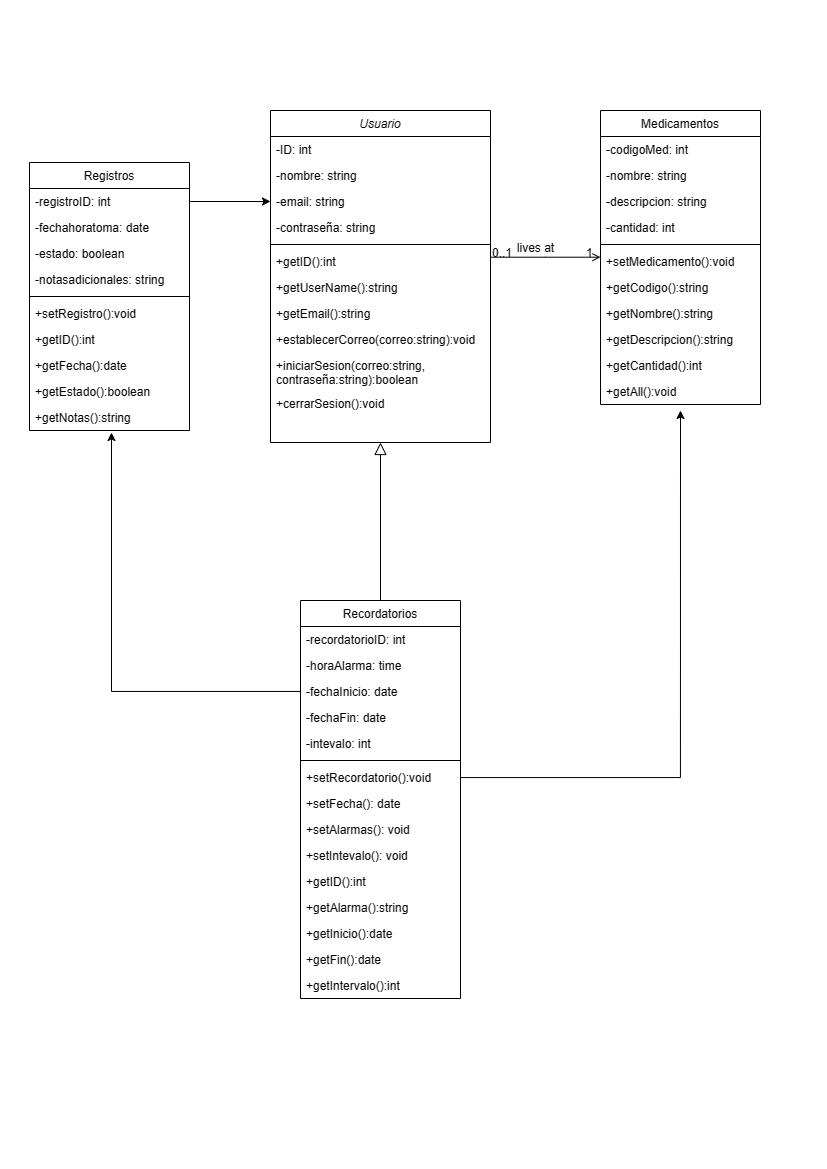 Registros
-registroID: int
-fechahoratoma: date
-estado: boolean
-notasadicionales: string
+setRegistro():void
+getID():int
+getFecha():date
+getEstado():boolean
+getNotas():string
Usuario
-ID: int
-nombre: string
-email: string
-contraseña: string
+getID():int
+getUserName():string
+getEmail():string
+establecerCorreo(correo:string):void
+iniciarSesion(correo:string,
contraseña:string):boolean
+cerrarSesion():void
0..1 lives at 1
Medicamentos
-codigoMed: int
-nombre: string
-descripcion: string
-cantidad: int
+setMedicamento():void
+getCodigo():string
+getNombre():string
+getDescripcion():string
+getCantidad():int
+getAll():void
Recordatorios
-recordatorioID: int
-horaAlarma: time
-fechaInicio: date
-fechaFin: date
-intevalo: int
+setRecordatorio():void
+setFecha(): date
+setAlarmas(): void
+setIntevalo(): void
+getID():int
+getAlarma():string
+getInicio():date
+getFin():date
+getIntervalo():int